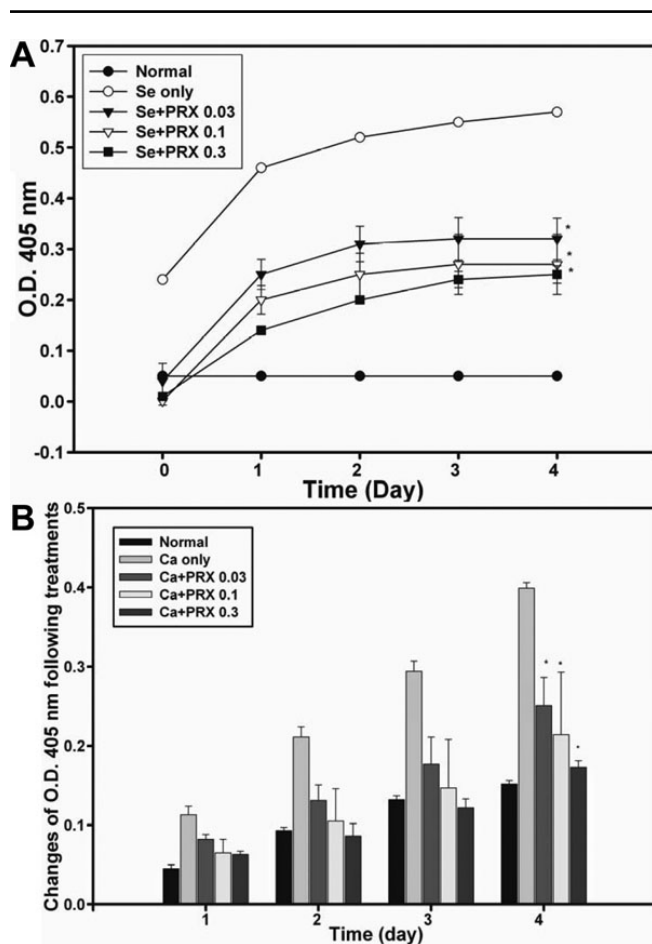 A
0.7
Normal
Se only
Se+PRX 0.03
Se+PRX 0.1
Se+PRX 0.3
0.6
0.5
0.4
0.3
0.2
0.1
0.0
-0.1
O.D. 405 nm
*
*
*
0 1 2 3 4
Time (Day)
B
0.5
Normal
Ca only
Ca+PRX 0.03
Ca+PRX 0.1
Ca+PRX 0.3
0.4
0.3
0.2
0.1
0.0
Changes of O.D. 405 nm following treatments
* *
*
1 2 3 4
Time (day)